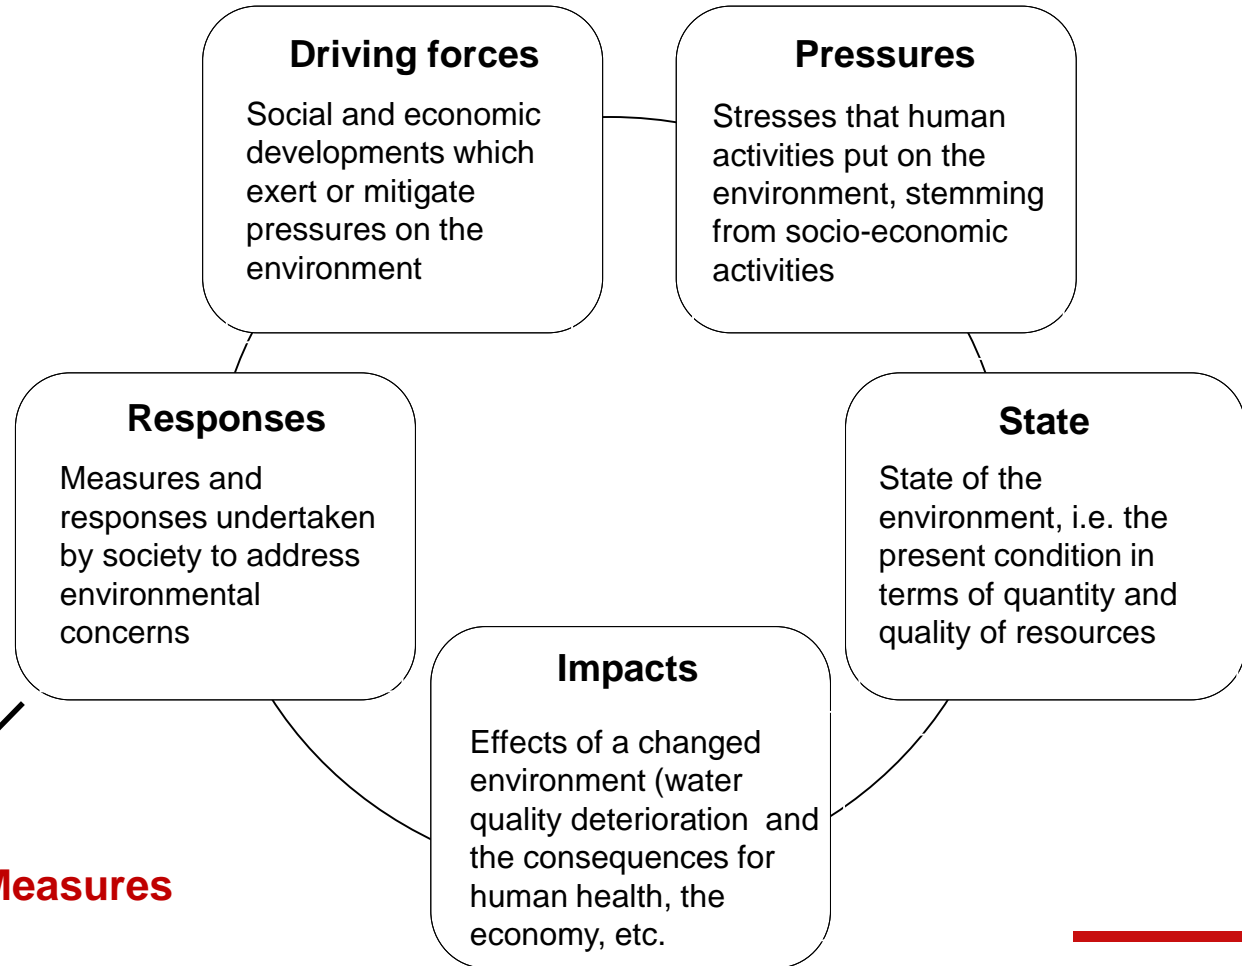 Driving forces
Social and economic
developments which
exert or mitigate
pressures on the
environment
Pressures
Stresses that human
activities put on the
environment, stemming
from socio-economic
activities
Responses
Measures and
responses undertaken
by society to address
environmental
concerns
State
State of the
environment, i.e. the
present condition in
terms of quantity and
quality of resources
Impacts
Effects of a changed
environment (water
quality deterioration  and
the consequences for
human health, the
economy, etc.
Measures